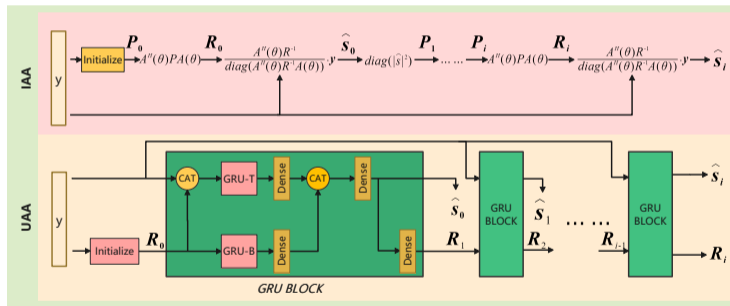 IAA
y
Initialize
P₀
A''(θ)PA(θ)
R₀
A''(θ)R⁻¹
diag(A''(θ)R⁻¹A(θ))
·y
ŝ₀
diag(|ŝ|²)
P₁
... ...
Pᵢ
A''(θ)PA(θ)
Rᵢ
A''(θ)R⁻¹
diag(A''(θ)R⁻¹A(θ))
·y
ŝᵢ
UAA
y
Initialize
R₀
CAT
GRU-T
Dense
CAT
Dense
GRU-B
Dense
Dense
GRU BLOCK
ŝ₀
R₁
GRU
BLOCK
ŝ₁
R₂
... ...
Rᵢ₋₁
GRU
BLOCK
ŝᵢ
Rᵢ